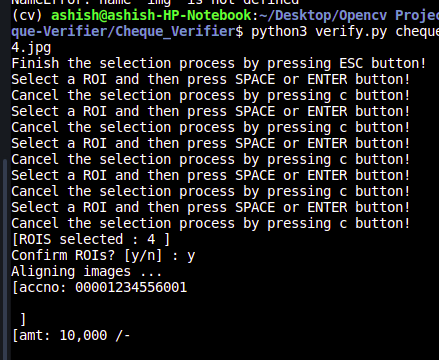 NameError: name 'img' is not defined
(cv) ashish@ashish-HP-Notebook:~/Desktop/Opencv Projec
que-Verifier/Cheque_Verifier$ python3 verify.py cheque
4.jpg
Finish the selection process by pressing ESC button!
Select a ROI and then press SPACE or ENTER button!
Cancel the selection process by pressing c button!
Select a ROI and then press SPACE or ENTER button!
Cancel the selection process by pressing c button!
Select a ROI and then press SPACE or ENTER button!
Cancel the selection process by pressing c button!
Select a ROI and then press SPACE or ENTER button!
Cancel the selection process by pressing c button!
Select a ROI and then press SPACE or ENTER button!
Cancel the selection process by pressing c button!
[ROIS selected : 4 ]
Confirm ROIs? [y/n] : y
Aligning images ...
[accno: 00001234556001
]
[amt: 10,000 /-